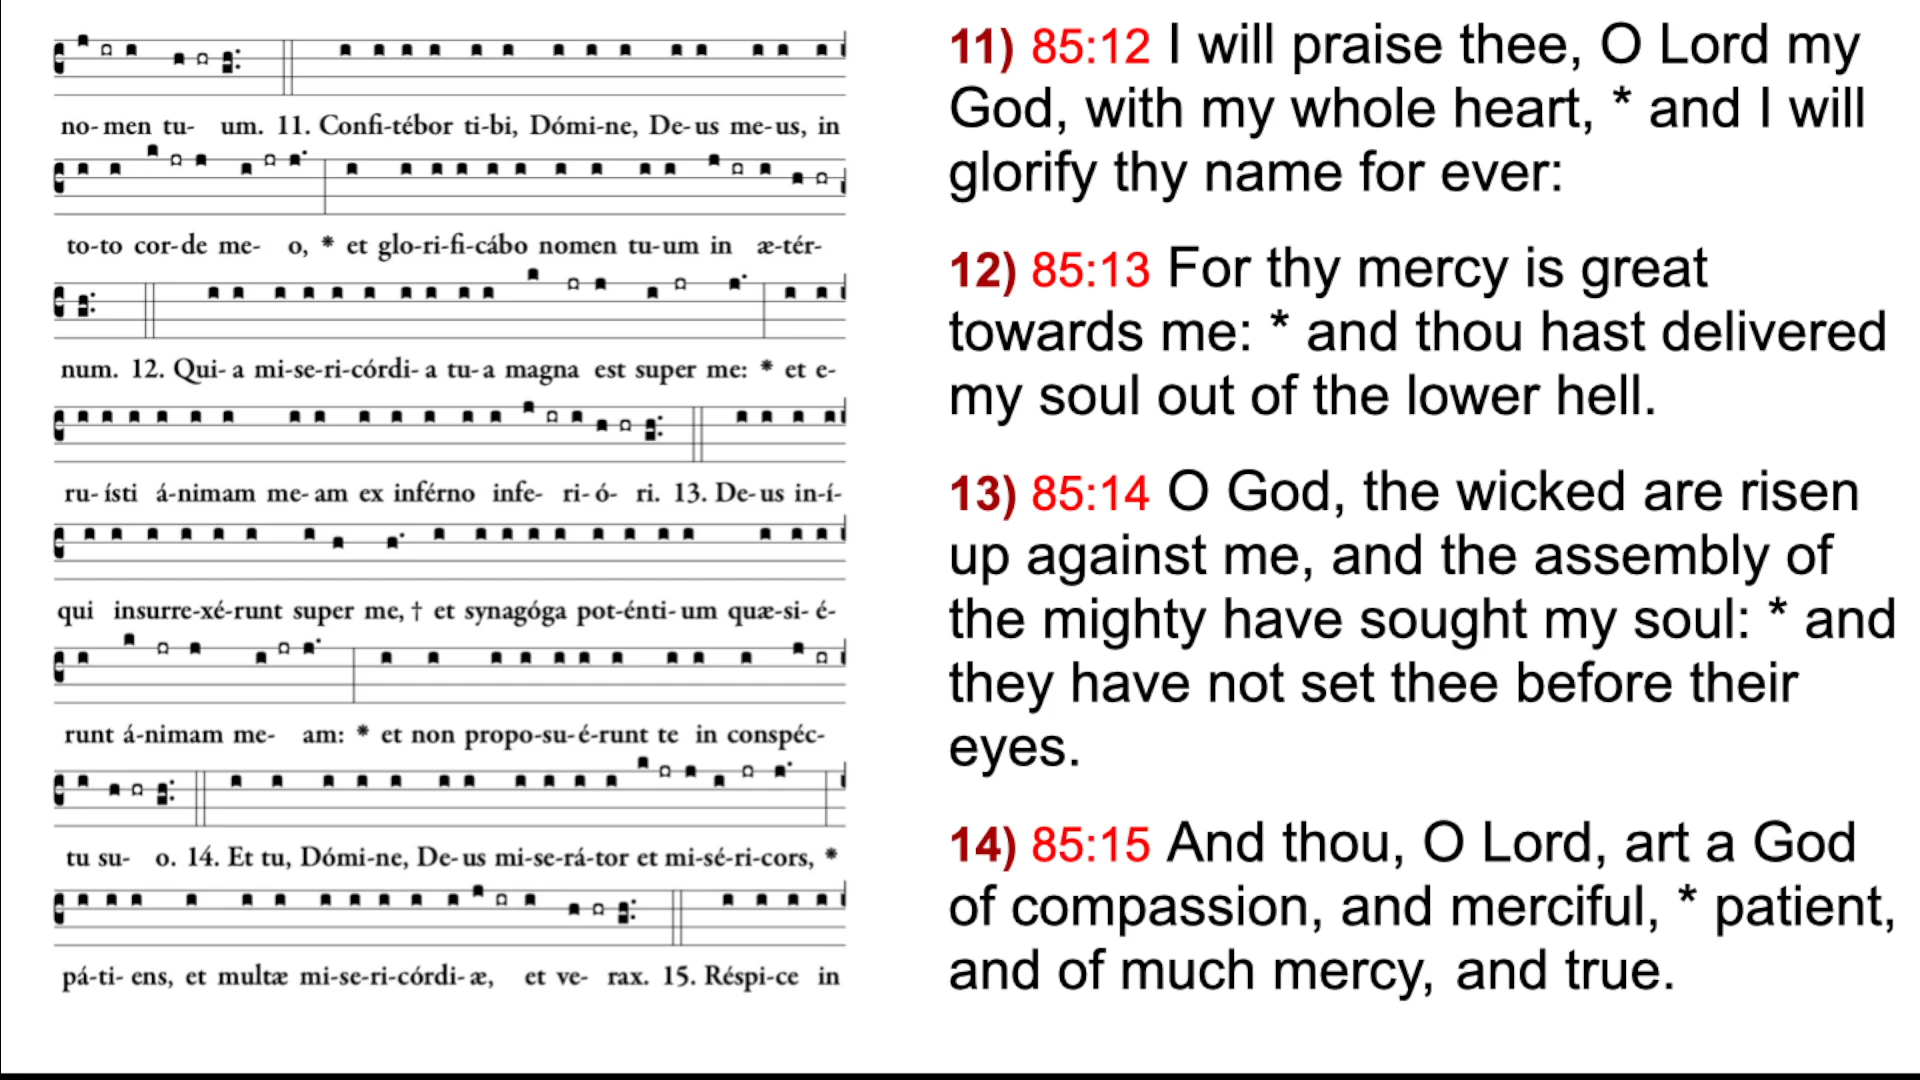 no- men tu- um. 11. Confi-tébor ti-bi, Dómi-ne, De-us me-us, in
to-to cor-de me- o, * et glo-ri-fi-cábo nomen tu-um in æ-tér-
num. 12. Qui- a mi-se-ri-córdi- a tu-a magna est super me: * et e-
ru- ísti á-nimam me- am ex inférno infe- ri- ó- ri. 13. De- us in-í-
qui insurre-xé-runt super me, † et synagóga pot-énti- um quæ-si- é-
runt á-nimam me- am: * et non propo-su-é-runt te in conspéc-
tu su- o. 14. Et tu, Dómi-ne, De- us mi-se-rá-tor et mi-sé-ri-cors, *
pá-ti- ens, et multæ mi-se-ri-córdi- æ, et ve- rax. 15. Réspi-ce in
11) 85:12 I will praise thee, O Lord my
God, with my whole heart, * and I will
glorify thy name for ever:
12) 85:13 For thy mercy is great
towards me: * and thou hast delivered
my soul out of the lower hell.
13) 85:14 O God, the wicked are risen
up against me, and the assembly of
the mighty have sought my soul: * and
they have not set thee before their
eyes.
14) 85:15 And thou, O Lord, art a God
of compassion, and merciful, * patient,
and of much mercy, and true.